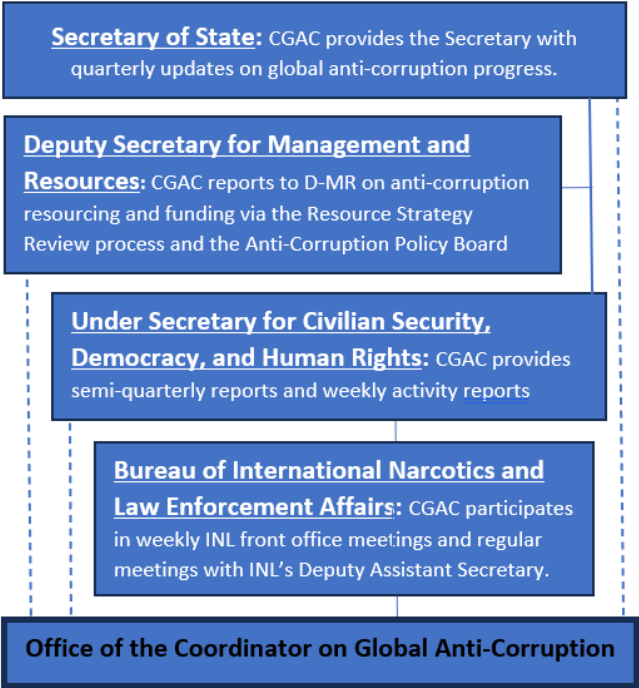 Secretary of State: CGAC provides the Secretary with
quarterly updates on global anti-corruption progress.
Deputy Secretary for Management and
Resources: CGAC reports to D-MR on anti-corruption
resourcing and funding via the Resource Strategy
Review process and the Anti-Corruption Policy Board
Under Secretary for Civilian Security,
Democracy, and Human Rights: CGAC provides
semi-quarterly reports and weekly activity reports
Bureau of International Narcotics and
Law Enforcement Affairs: CGAC participates
in weekly INL front office meetings and regular
meetings with INL’s Deputy Assistant Secretary.
Office of the Coordinator on Global Anti-Corruption